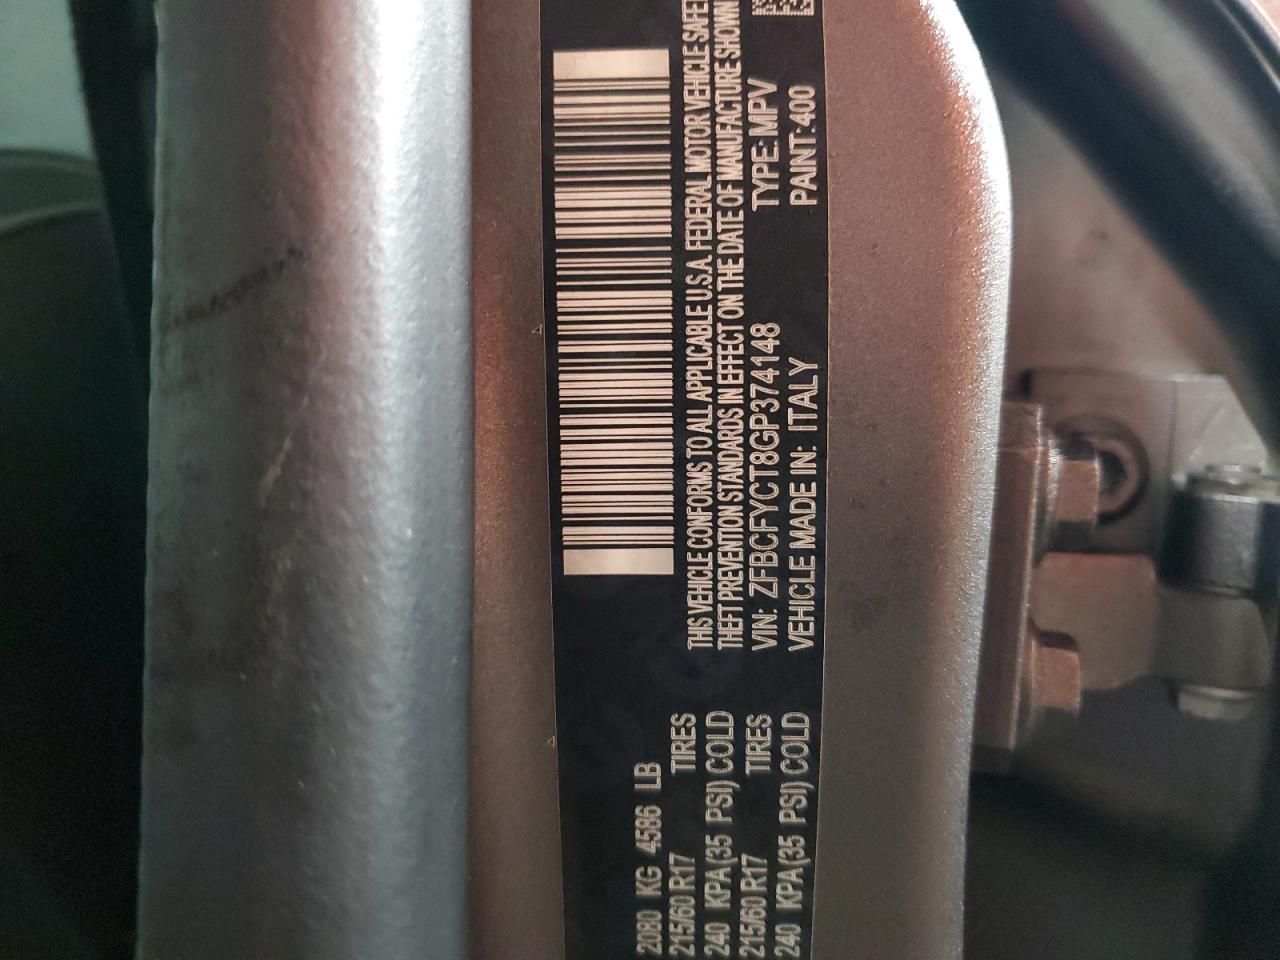 2080 KG 4586 LB
215/60 R17 TIRES
240 KPA(35 PSI) COLD
215/60 R17 TIRES
240 KPA(35 PSI) COLD
THIS VEHICLE CONFORMS TO ALL APPLICABLE U.S.A. FEDERAL MOTOR VEHICLE
THEFT PREVENTION STANDARDS IN EFFECT ON THE DATE OF MANUFACTURE SHOWN
VIN: ZFBCFYCT8GP374148 TYPE: MPV
VEHICLE MADE IN: ITALY PAINT:400